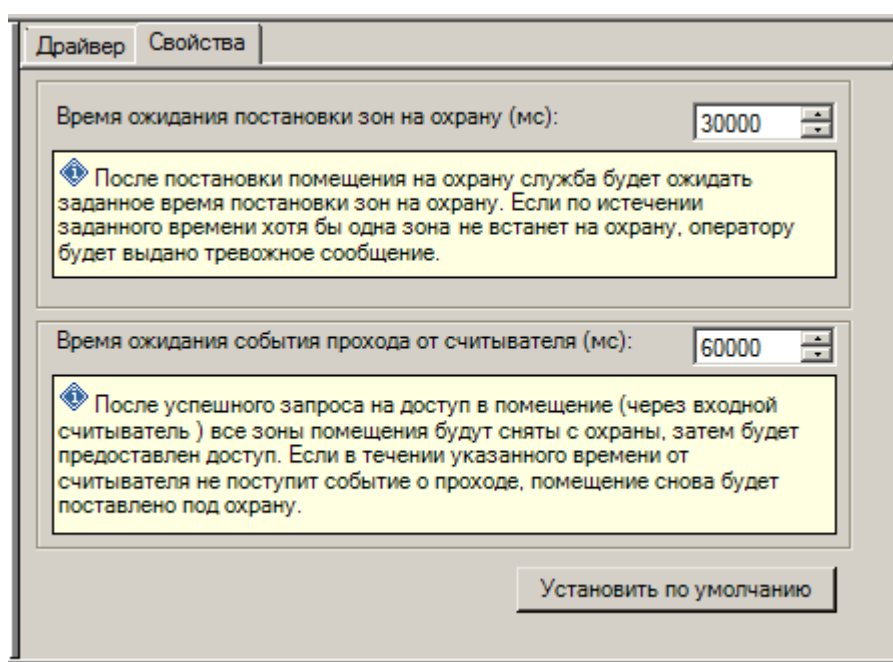 Драйвер Свойства
Время ожидания постановки зон на охрану (мс): 30000
После постановки помещения на охрану служба будет ожидать
заданное время постановки зон на охрану. Если по истечении
заданного времени хотя бы одна зона не встанет на охрану, оператору
будет выдано тревожное сообщение.
Время ожидания события прохода от считывателя (мс): 60000
После успешного запроса на доступ в помещение (через входной
считыватель ) все зоны помещения будут сняты с охраны, затем будет
предоставлен доступ. Если в течении указанного времени от
считывателя не поступит событие о проходе, помещение снова будет
поставлено под охрану.
Установить по умолчанию